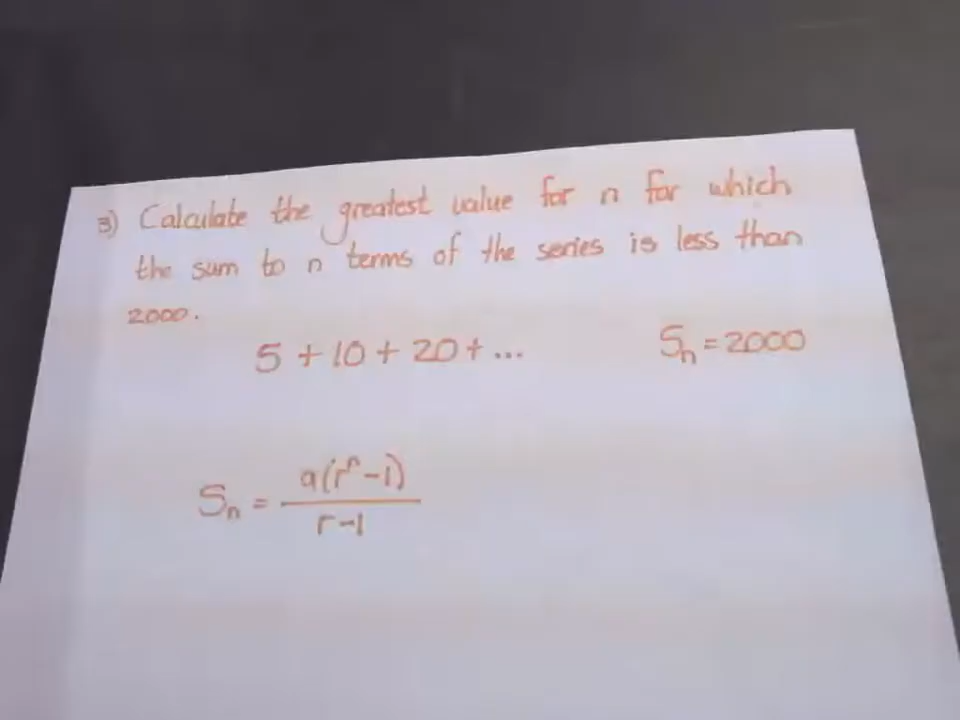 3) Calculate the greatest value for n for which
the sum to n terms of the series is less than
2000.
5 + 10 + 20 + ...
Sₙ = 2000
Sₙ = a(rⁿ - 1)
r - 1